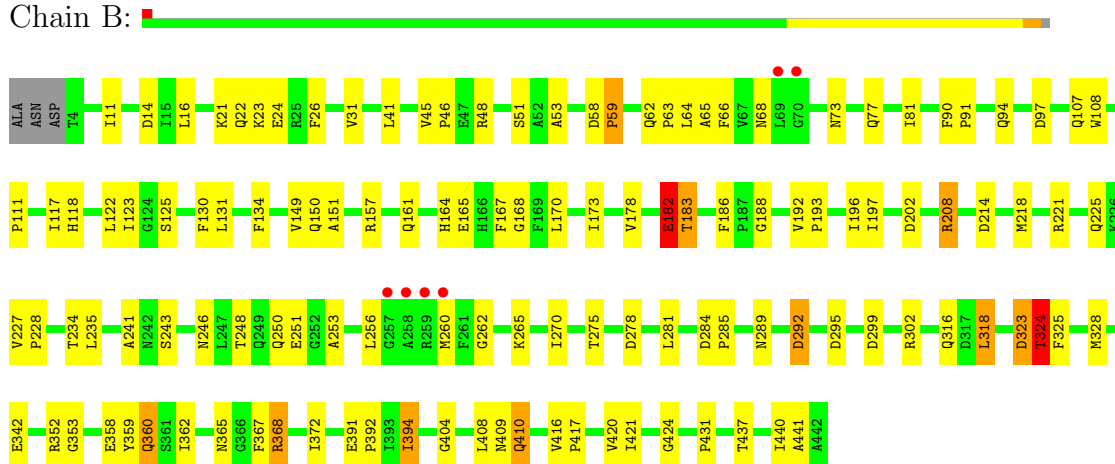 Chain B:
ALA ASN ASP T4 I11 D14 I15 L16 K21 Q22 K23 E24 R25 F26 V31 L41 V45 P46 E47 R48 S51 A52 A53 D58 P59 Q62 P63 L64 A65 F66 V67 N68 L69 G70 N73 Q77 I81 F90 P91 Q94 D97 Q107 W108
P111 I117 H118 L122 I123 G124 S125 F130 L131 F134 V149 Q150 A151 R157 Q161 H164 E165 H166 F167 G168 F169 L170 I173 V178 E182 T183 F186 P187 G188 V192 P193 I196 I197 D202 R208 D214 M218 R221 Q225 K226
V227 P228 T234 L235 A241 N242 S243 N246 L247 T248 Q249 Q250 E251 G252 A253 L256 G257 A258 R259 M260 F261 G262 K265 I270 T275 D278 L281 D284 P285 N289 D292 D295 D299 R302 Q316 D317 L318 D323 T324 F325 M328
E342 R352 G353 E358 Y359 Q360 S361 I362 N365 G366 F367 R368 I372 E391 P392 I393 I394 G404 L408 N409 Q410 V416 P417 V420 I421 G424 P431 T437 I440 A441 A442